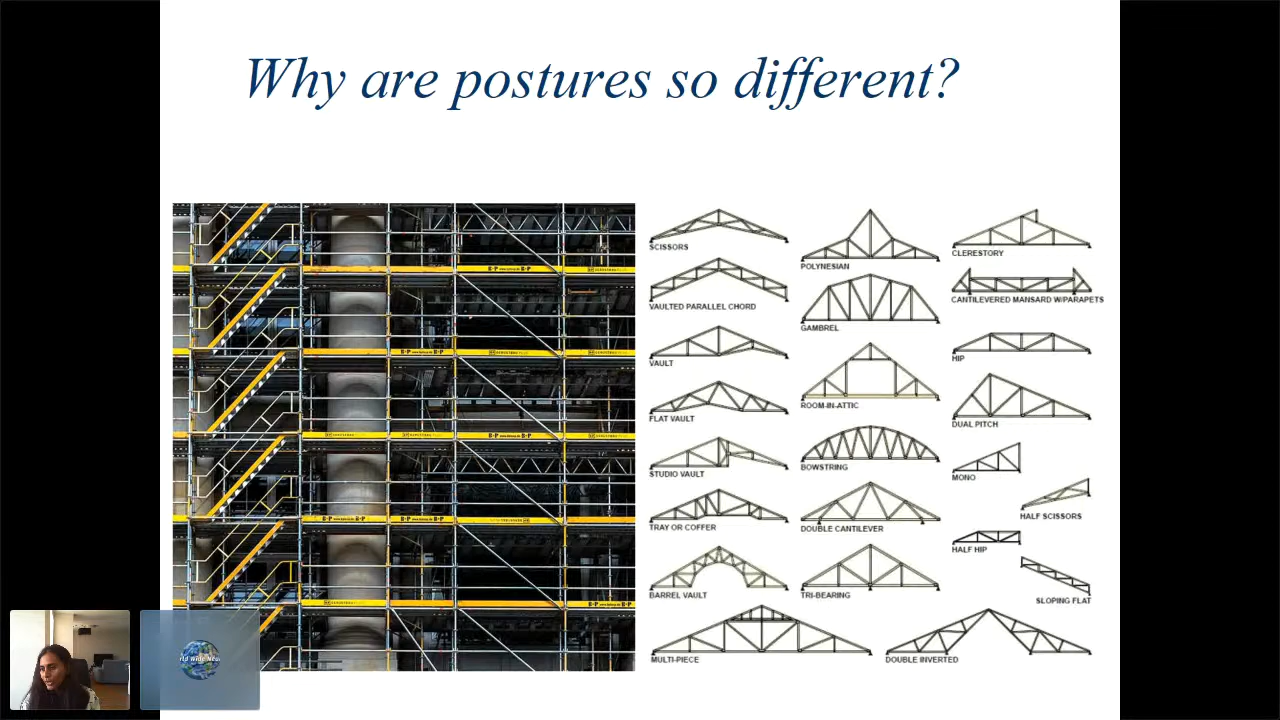 Why are postures so different?
B+P
SCISSORS
VAULTED PARALLEL CHORD
VAULT
FLAT VAULT
STUDIO VAULT
TRAY OR COFFER
BARREL VAULT
MULTI-PIECE
POLYNESIAN
GAMBREL
ROOM-IN-ATTIC
BOWSTRING
DOUBLE CANTILEVER
TRI-BEARING
DOUBLE INVERTED
CLERESTORY
CANTILEVERED MANSARD W/PARAPETS
HIP
DUAL PITCH
MONO
HALF SCISSORS
HALF HIP
SLOPING FLAT